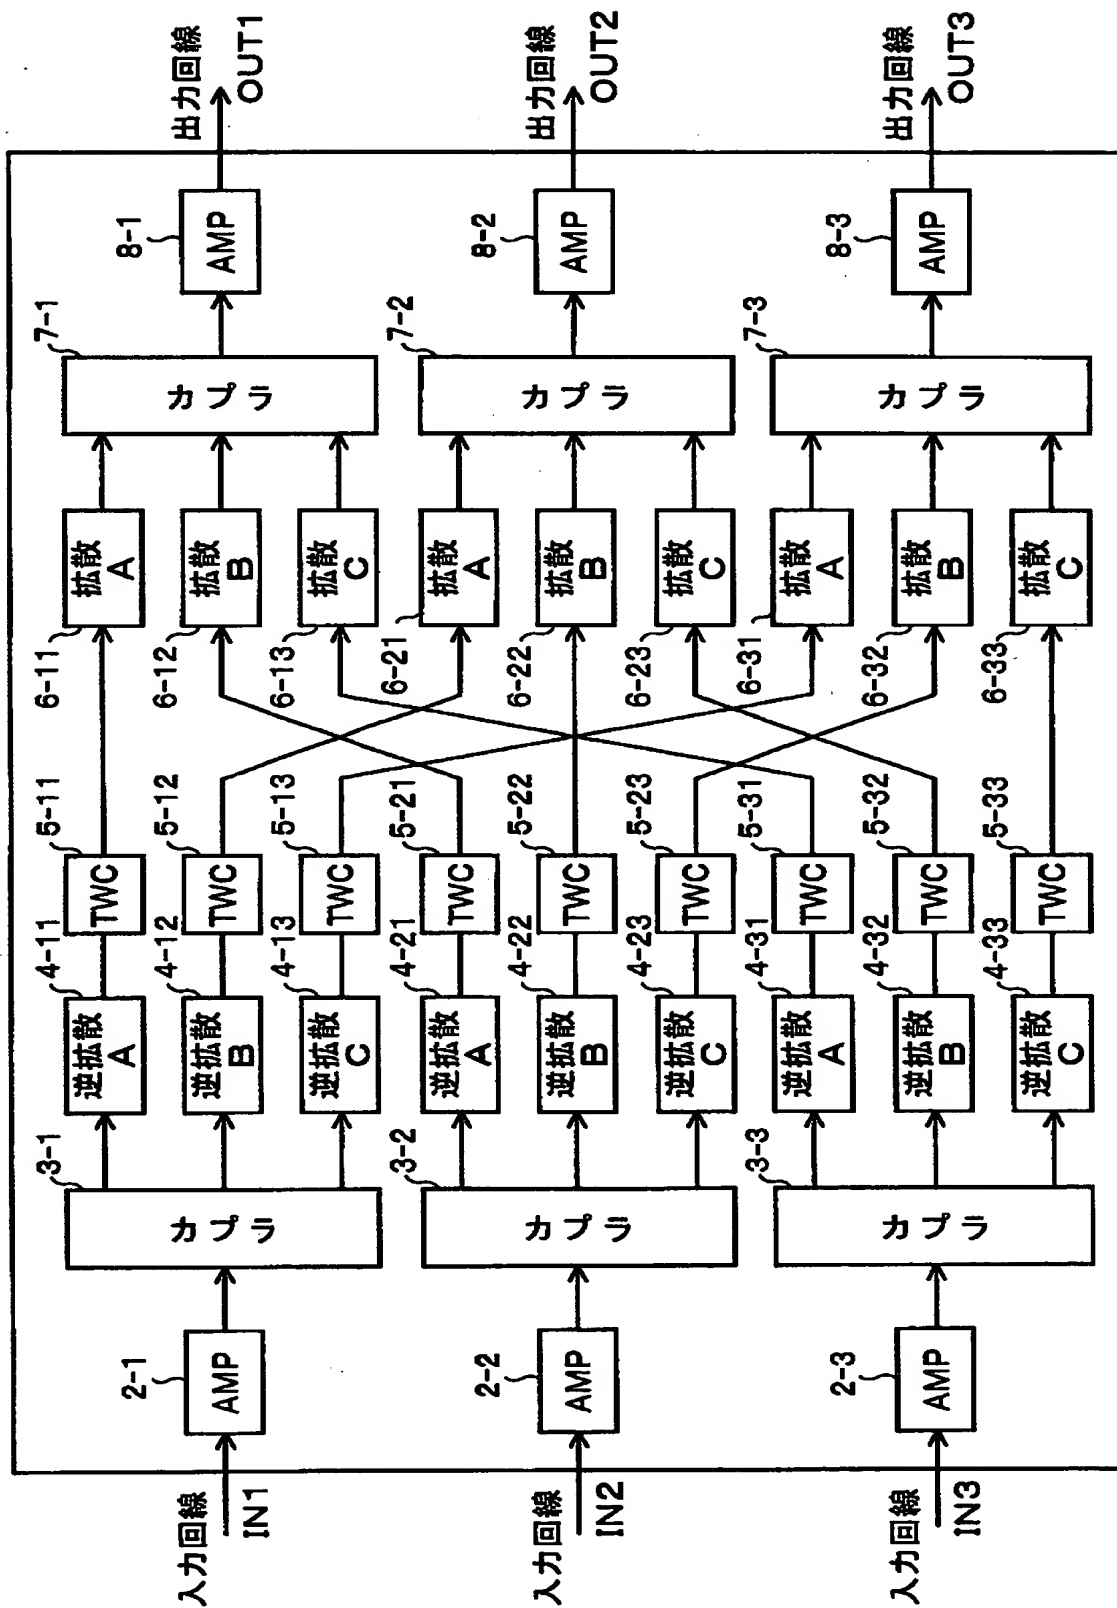 入力回線
IN1
2-1
AMP
3-1
カプラ
4-11
逆拡散
A
5-11
TWC
6-11
拡散
A
4-12
逆拡散
B
5-12
TWC
6-12
拡散
B
4-13
逆拡散
C
5-13
TWC
6-13
拡散
C
7-1
カプラ
8-1
AMP
出力回線
OUT1
入力回線
IN2
2-2
AMP
3-2
カプラ
4-21
逆拡散
A
5-21
TWC
6-21
拡散
A
4-22
逆拡散
B
5-22
TWC
6-22
拡散
B
4-23
逆拡散
C
5-23
TWC
6-23
拡散
C
7-2
カプラ
8-2
AMP
出力回線
OUT2
入力回線
IN3
2-3
AMP
3-3
カプラ
4-31
逆拡散
A
5-31
TWC
6-31
拡散
A
4-32
逆拡散
B
5-32
TWC
6-32
拡散
B
4-33
逆拡散
C
5-33
TWC
6-33
拡散
C
7-3
カプラ
8-3
AMP
出力回線
OUT3